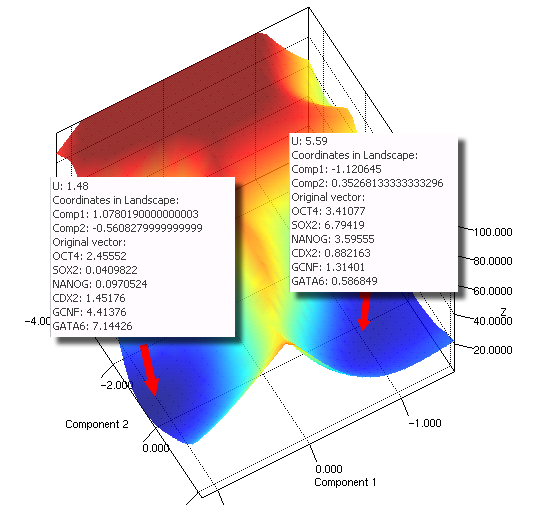 U: 5.59
Coordinates in Landscape:
Comp1: -1.120645
Comp2: 0.35268133333333296
Original vector:
OCT4: 3.41077
SOX2: 6.79419
NANOG: 3.59555
CDX2: 0.882163
GCNF: 1.31401
GATA6: 0.586849
U: 1.48
Coordinates in Landscape:
Comp1: 1.0780190000000003
Comp2: -0.5608279999999999
Original vector:
OCT4: 2.45552
SOX2: 0.0409822
NANOG: 0.0970524
CDX2: 1.45176
GCNF: 4.41376
GATA6: 7.14426
100.0000
80.0000
60.0000
Z
40.0000
20.0000
-4.00
-2.000
0.000
Component 2
-1.000
0.000
Component 1